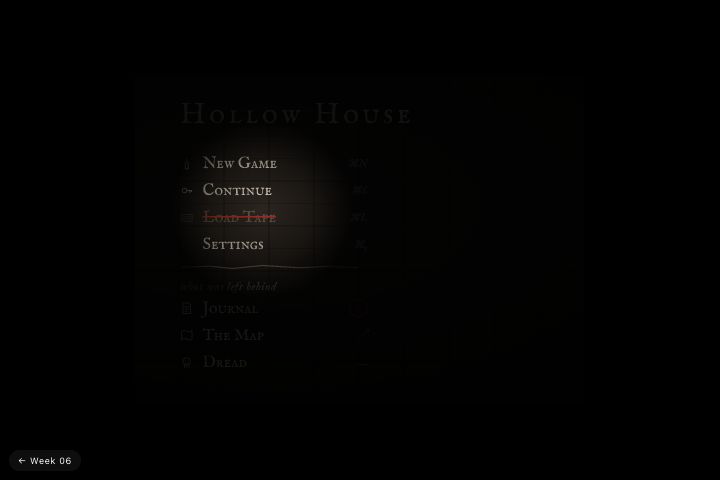 Hollow House
New Game ⌘N
Continue
Load Tape ⌘L
Settings ⌘,
what was left behind
Journal
The Map
Dread
← Week 06